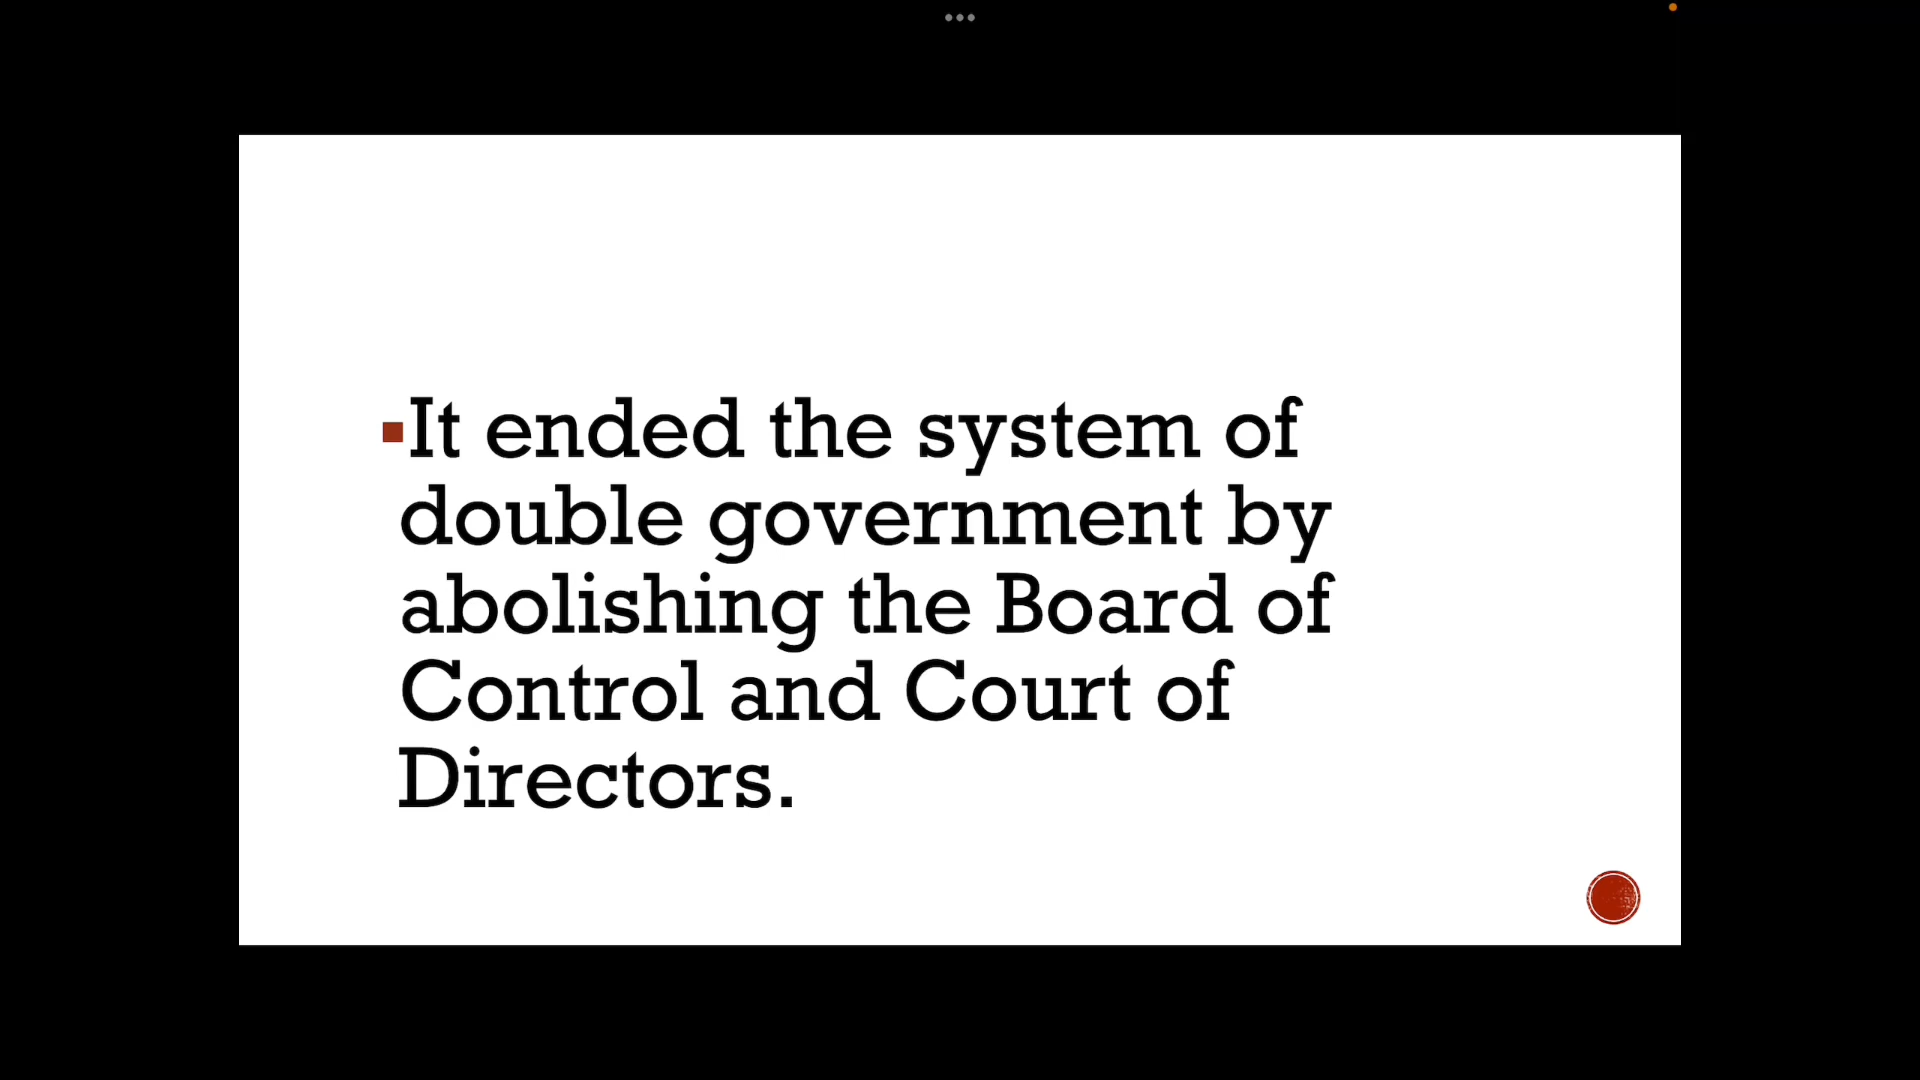 It ended the system of
double government by
abolishing the Board of
Control and Court of
Directors.